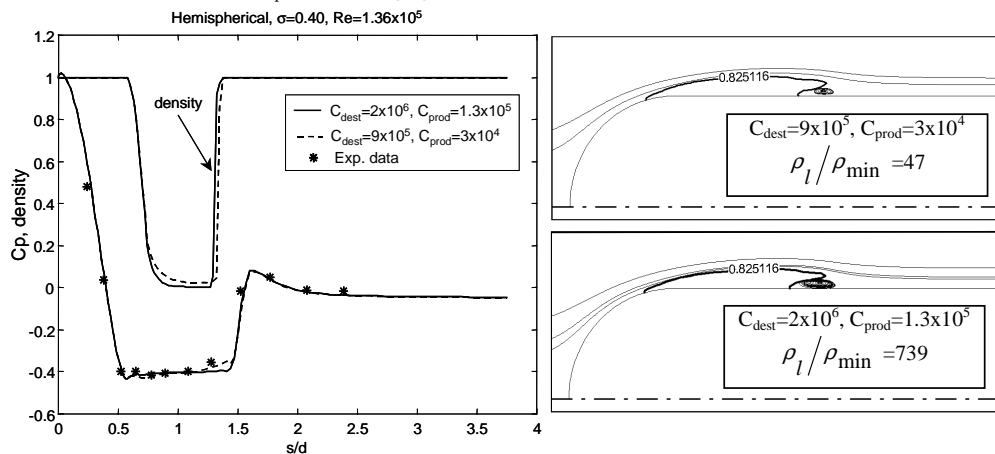 Hemispherical, σ=0.40, Re=1.36x10⁵
1.2
1
0.8
0.6
0.4
0.2
0
-0.2
-0.4
-0.6
Cp, density
density
C_dest=2x10⁶, C_prod=1.3x10⁵
C_dest=9x10⁵, C_prod=3x10⁴
Exp. data
0 0.5 1 1.5 2 2.5 3 3.5 4
s/d
0.825116
C_dest=9x10⁵, C_prod=3x10⁴
ρ_l/ρ_min =47
0.825116
C_dest=2x10⁶, C_prod=1.3x10⁵
ρ_l/ρ_min =739